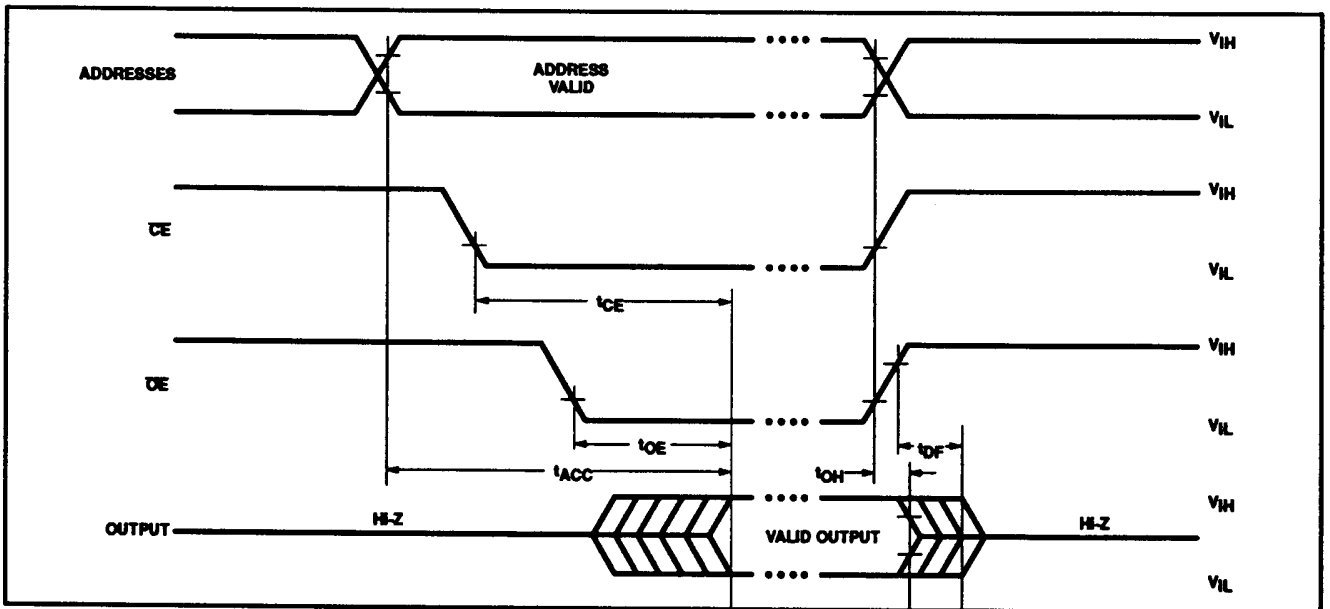 ADDRESSES
ADDRESS
VALID
VIH
VIL
CE
VIH
VIL
tCE
OE
VIH
VIL
tOE
tDF
tACC
tOH
OUTPUT
HI-Z
VALID OUTPUT
HI-Z
VIH
VIL